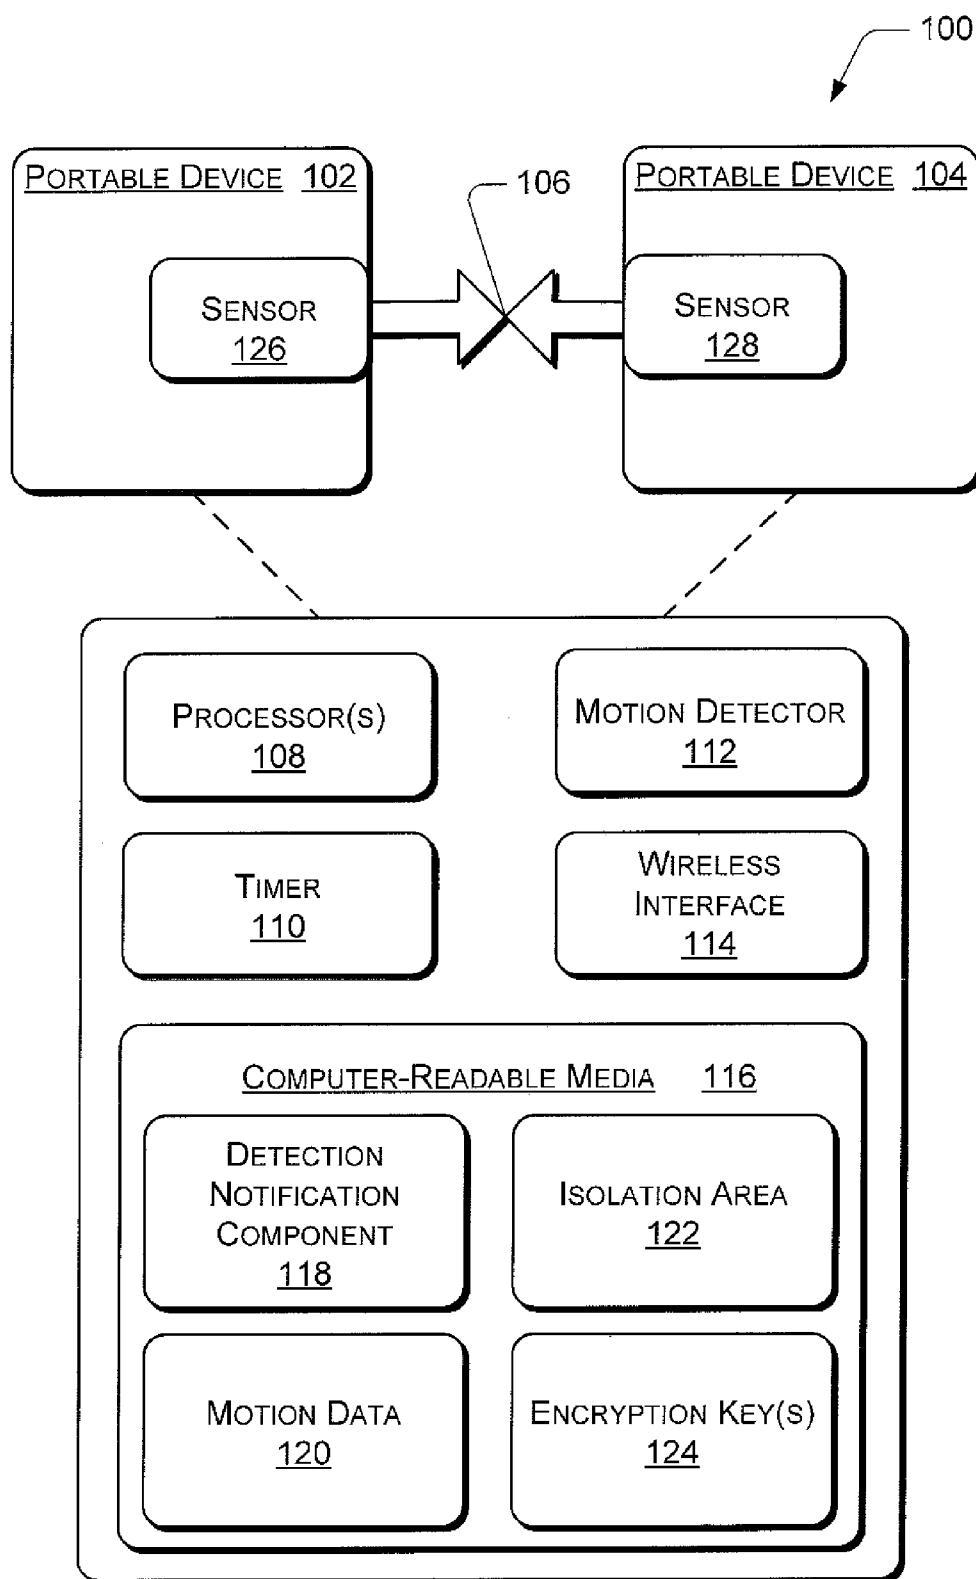 100
PORTABLE DEVICE 102
106
PORTABLE DEVICE 104
SENSOR
126
SENSOR
128
PROCESSOR(S)
108
MOTION DETECTOR
112
TIMER
110
WIRELESS
INTERFACE
114
COMPUTER-READABLE MEDIA 116
DETECTION
NOTIFICATION
COMPONENT
118
ISOLATION AREA
122
MOTION DATA
120
ENCRYPTION KEY(S)
124